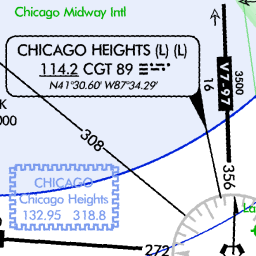 Chicago Midway Intl
CHICAGO HEIGHTS (L) (L)
114.2 CGT 89
N41°30.60' W87°34.29'
V7-97
3500
16
K
000
308
356
CHICAGO
Chicago Heights
132.95 318.8
La
272